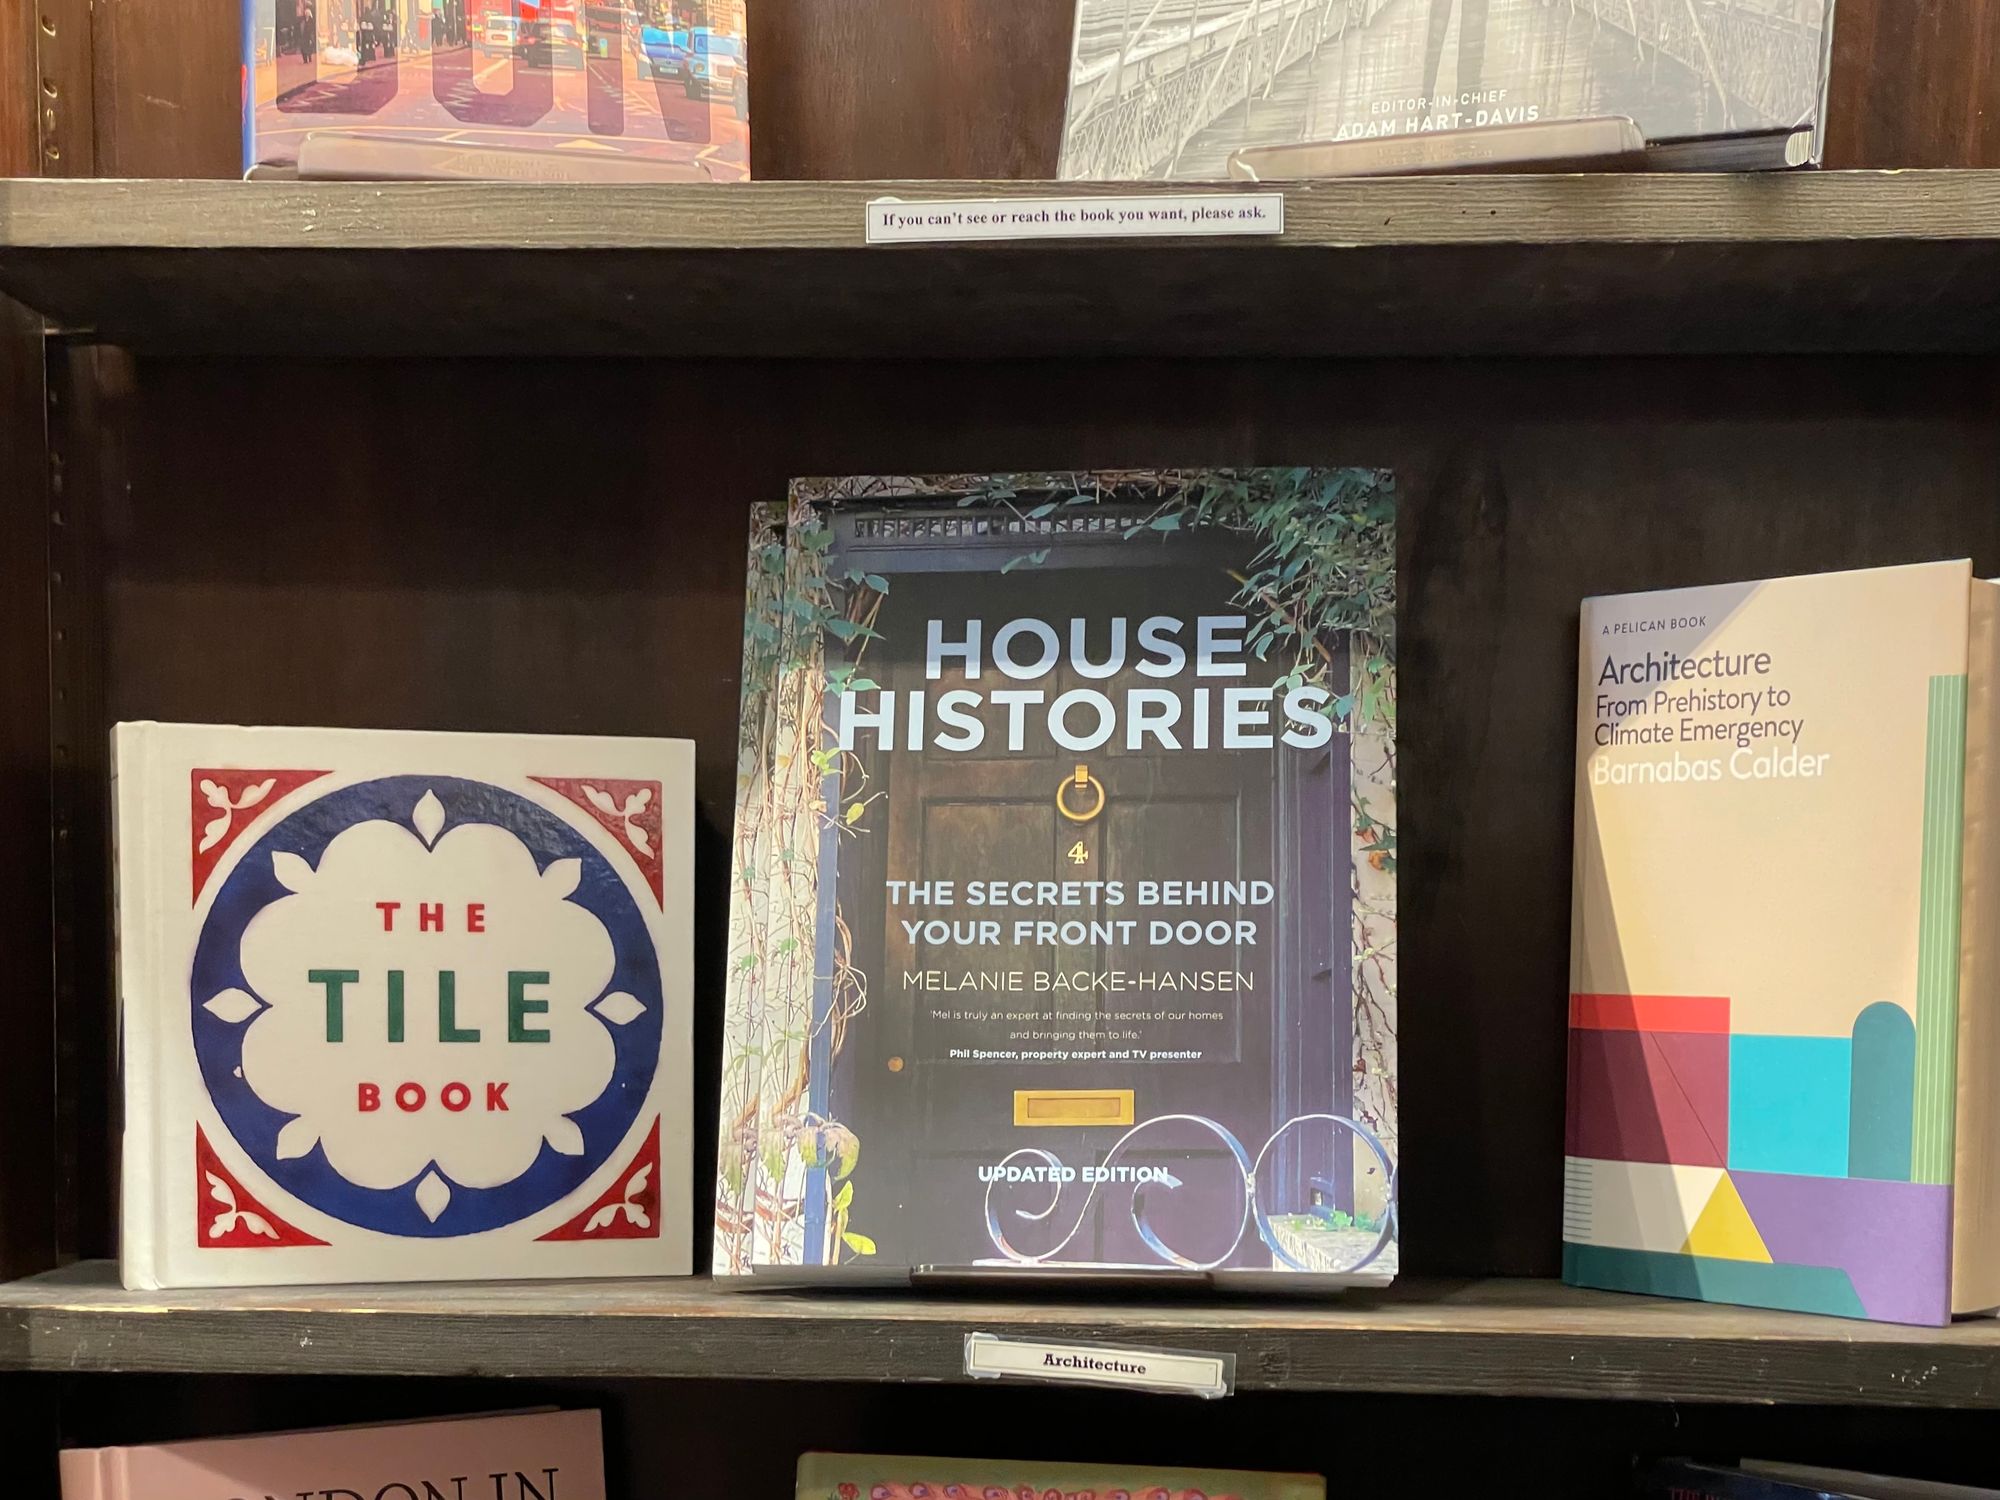 EDITOR-IN-CHIEF
ADAM HART-DAVIS
If you can't see or reach the book you want, please ask.
THE
TILE
BOOK
HOUSE
HISTORIES
4
THE SECRETS BEHIND
YOUR FRONT DOOR
MELANIE BACKE-HANSEN
'Mel is truly an expert at finding the secrets of our homes
and bringing them to life.'
Phil Spencer, property expert and TV presenter
UPDATED EDITION
A PELICAN BOOK
Architecture
From Prehistory to
Climate Emergency
Barnabas Calder
Architecture
IN